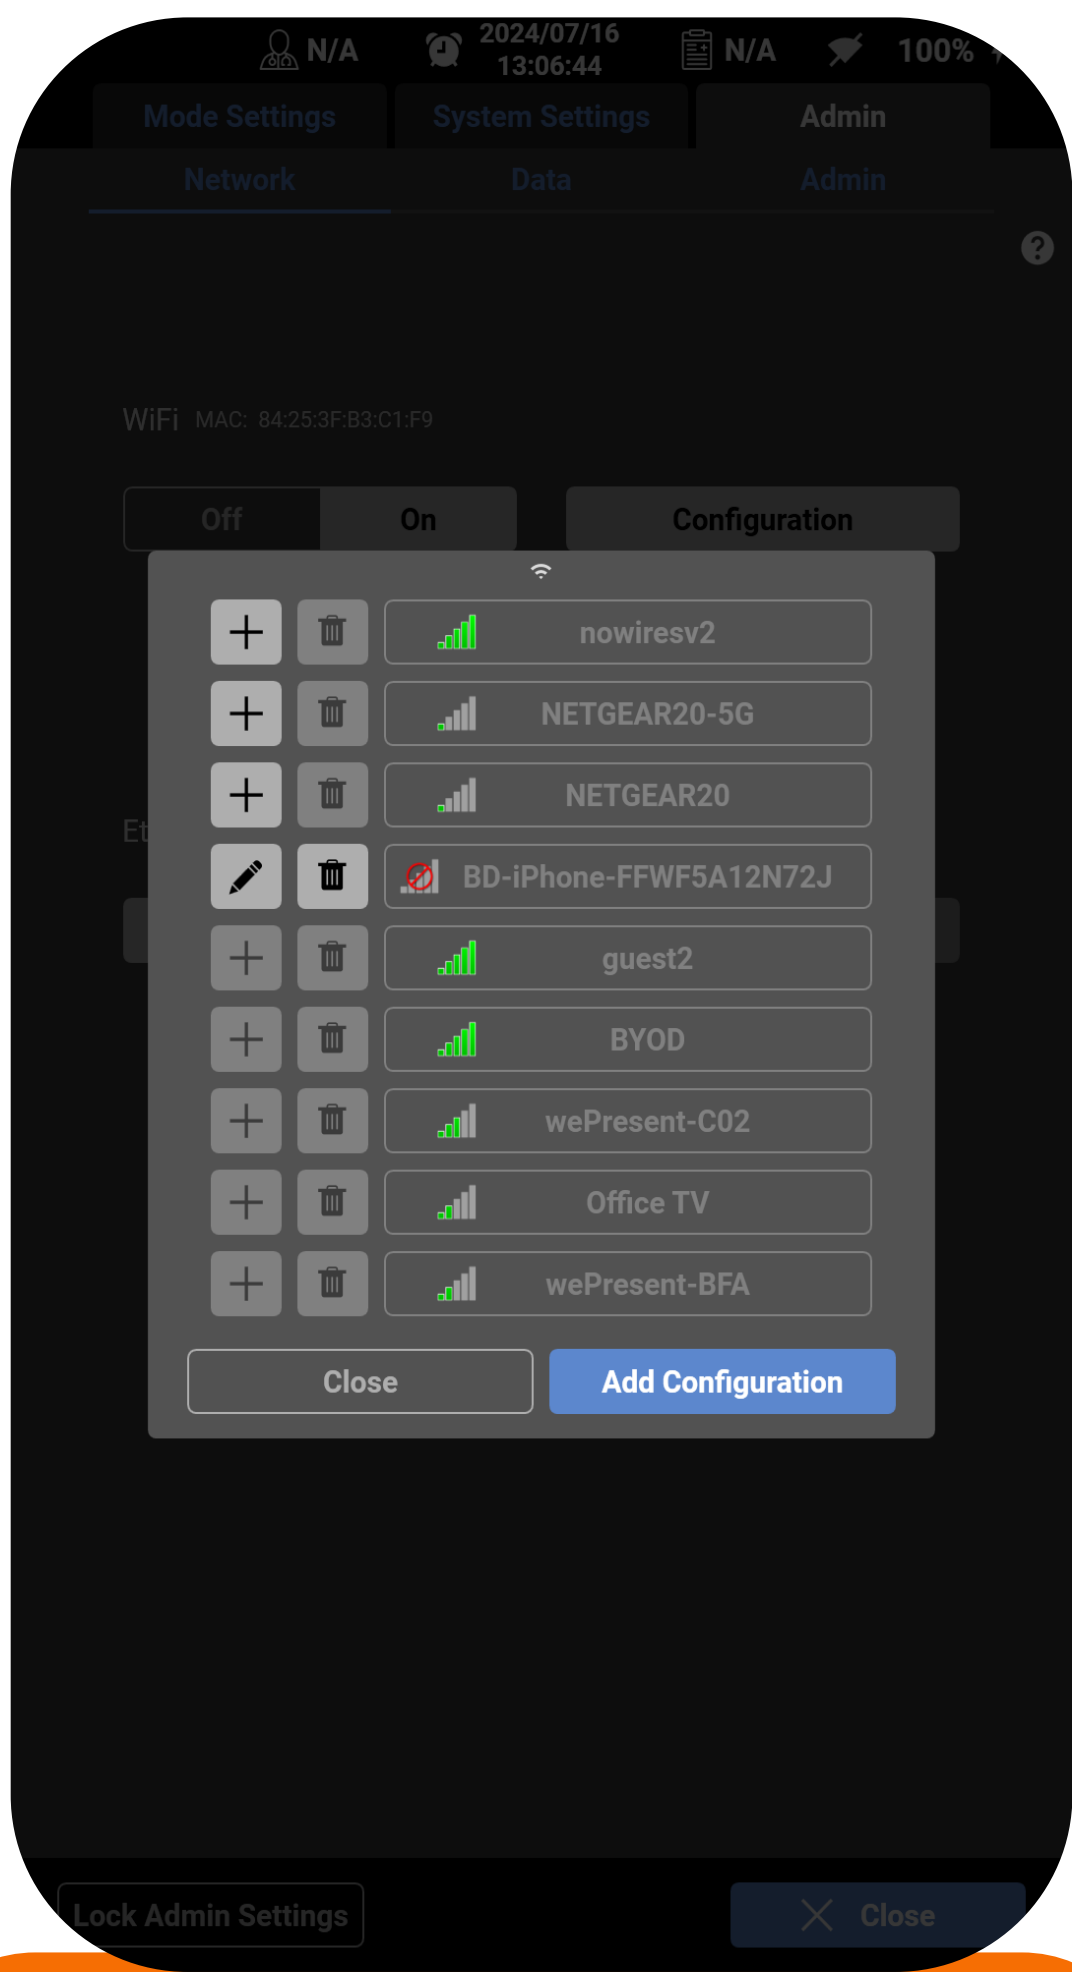 N/A
2024/07/16
13:06:44
N/A
100%
Mode Settings
System Settings
Admin
Network
Data
Admin
?
WiFi MAC: 84:25:3F:B3:C1:F9
Off
On
Configuration
nowiresv2
NETGEAR20-5G
NETGEAR20
Et
BD-iPhone-FFWF5A12N72J
guest2
BYOD
wePresent-C02
Office TV
wePresent-BFA
Close
Add Configuration
Lock Admin Settings
Close